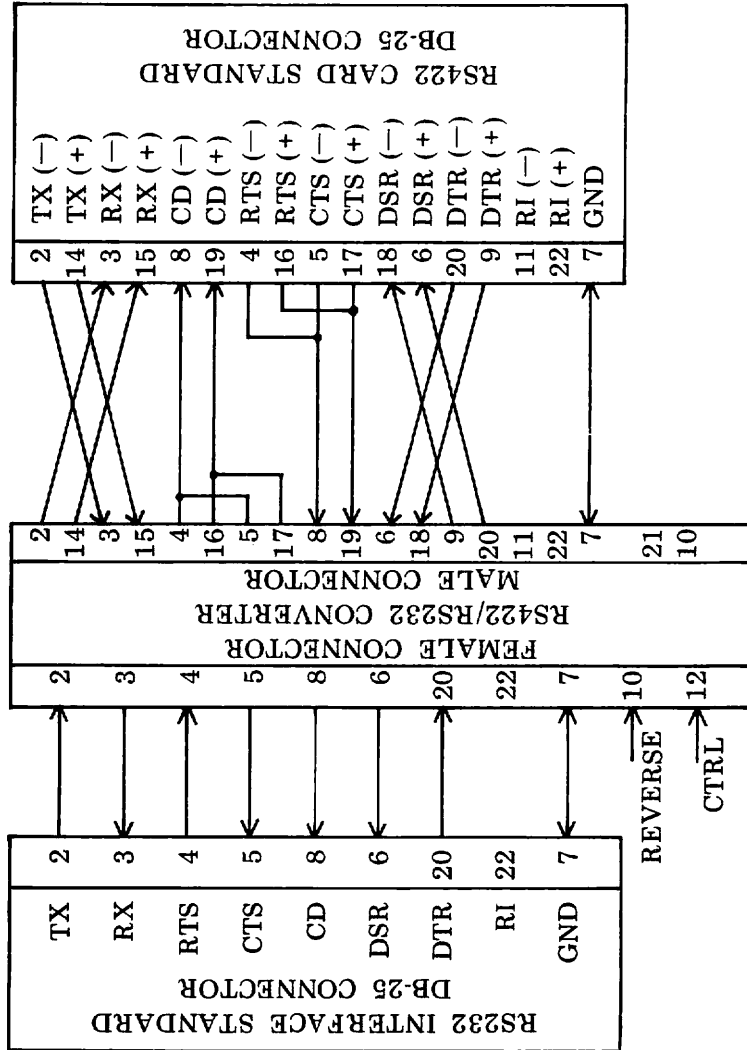 RS232 INTERFACE STANDARD
DB-25 CONNECTOR
TX 2
RX 3
RTS 4
CTS 5
CD 8
DSR 6
DTR 20
RI 22
GND 7
REVERSE
CTRL
2
3
4
5
8
6
20
22
7
10
12
FEMALE CONNECTOR
RS422/RS232 CONVERTER
MALE CONNECTOR
2
14
3
15
4
16
5
17
8
19
6
18
9
20
11
22
7
21
10
2 TX (—)
14 TX (+)
3 RX (—)
15 RX (+)
8 CD (—)
19 CD (+)
4 RTS (—)
16 RTS (+)
5 CTS (—)
17 CTS (+)
18 DSR (—)
6 DSR (+)
20 DTR (—)
9 DTR (+)
11 RI (—)
22 RI (+)
7 GND
RS422 CARD STANDARD
DB-25 CONNECTOR